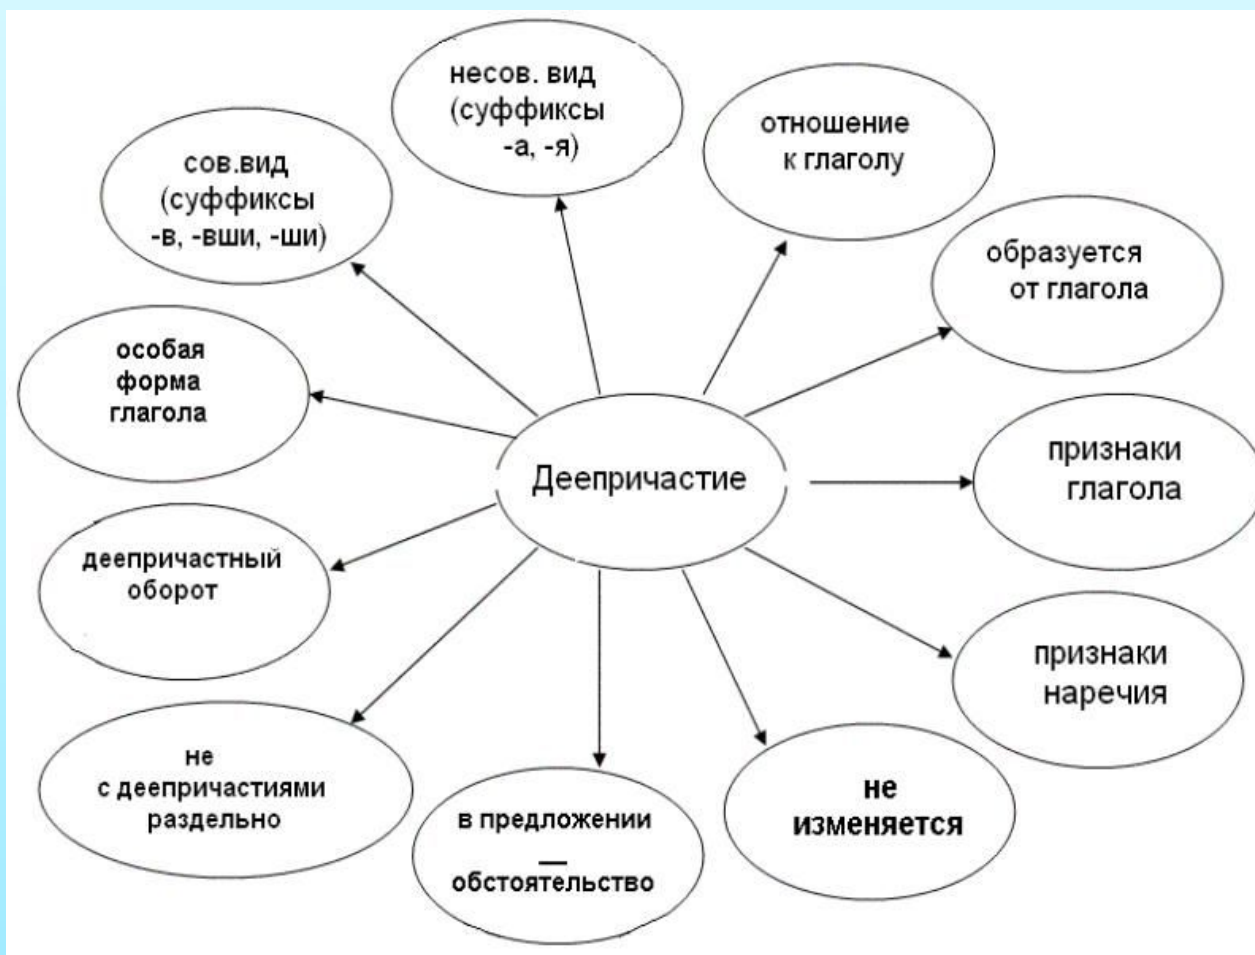 несов. вид
(суффиксы
-а, -я)
отношение
к глаголу
сов.вид
(суффиксы
-в, -вши, -ши)
образуется
от глагола
особая
форма
глагола
Деепричастие
признаки
глагола
деепричастный
оборот
признаки
наречия
не
с деепричастиями
раздельно
в предложении
—
обстоятельство
не
изменяется